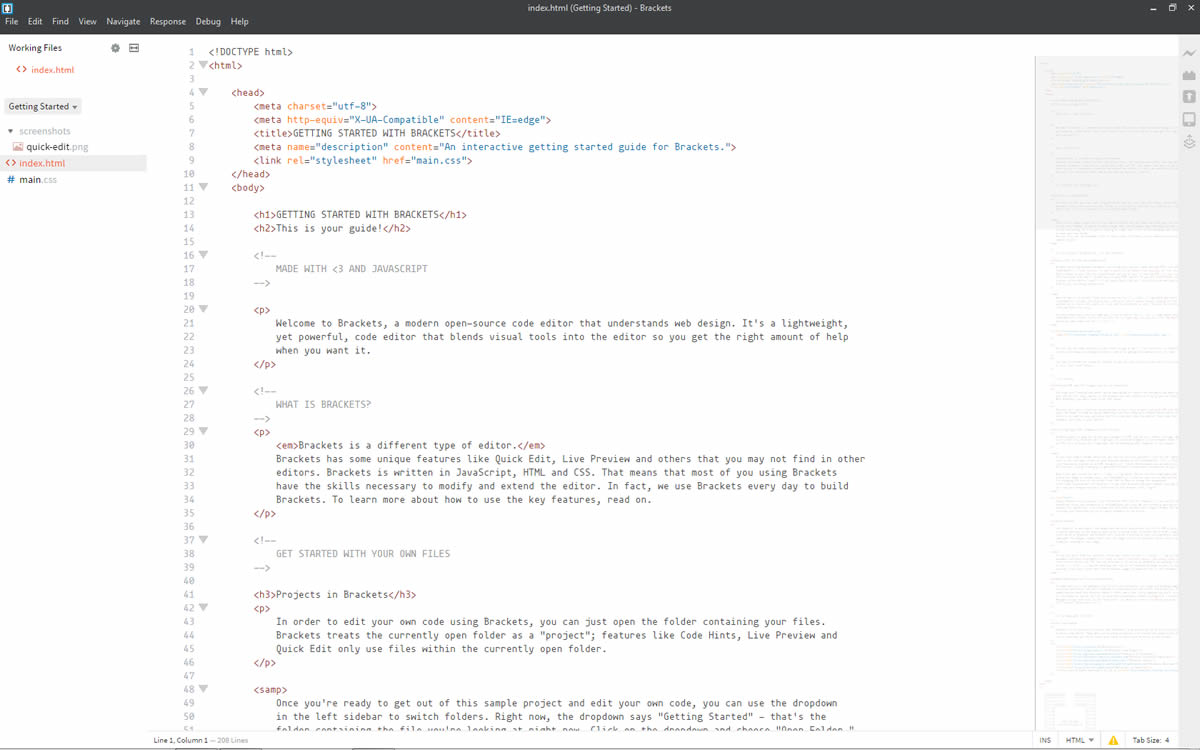 index.html (Getting Started) - Brackets
File Edit Find View Navigate Response Debug Help
Working Files
<> index.html
Getting Started
screenshots
quick-edit.png
<> index.html
# main.css
1 <!DOCTYPE html>
2 <html>
3
4 <head>
5 <meta charset="utf-8">
6 <meta http-equiv="X-UA-Compatible" content="IE=edge">
7 <title>GETTING STARTED WITH BRACKETS</title>
8 <meta name="description" content="An interactive getting started guide for Brackets.">
9 <link rel="stylesheet" href="main.css">
10 </head>
11 <body>
12
13 <h1>GETTING STARTED WITH BRACKETS</h1>
14 <h2>This is your guide!</h2>
15
16 <!--
17 MADE WITH <3 AND JAVASCRIPT
18 -->
19
20 <p>
21 Welcome to Brackets, a modern open-source code editor that understands web design. It's a lightweight,
22 yet powerful, code editor that blends visual tools into the editor so you get the right amount of help
23 when you want it.
24 </p>
25
26 <!--
27 WHAT IS BRACKETS?
28 -->
29 <p>
30 <em>Brackets is a different type of editor.</em>
31 Brackets has some unique features like Quick Edit, Live Preview and others that you may not find in other
32 editors. Brackets is written in JavaScript, HTML and CSS. That means that most of you using Brackets
33 have the skills necessary to modify and extend the editor. In fact, we use Brackets every day to build
34 Brackets. To learn more about how to use the key features, read on.
35 </p>
36
37 <!--
38 GET STARTED WITH YOUR OWN FILES
39 -->
40
41 <h3>Projects in Brackets</h3>
42 <p>
43 In order to edit your own code using Brackets, you can just open the folder containing your files.
44 Brackets treats the currently open folder as a "project"; features like Code Hints, Live Preview and
45 Quick Edit only use files within the currently open folder.
46 </p>
47
48 <samp>
49 Once you're ready to get out of this sample project and edit your own code, you can use the dropdown
50 in the left sidebar to switch folders. Right now, the dropdown says "Getting Started" - that's the
51 folder containing the file you're looking at right now. Click on the dropdown and choose "Open Folder…"
Line 1, Column 1 — 208 Lines
INS HTML Tab Size: 4